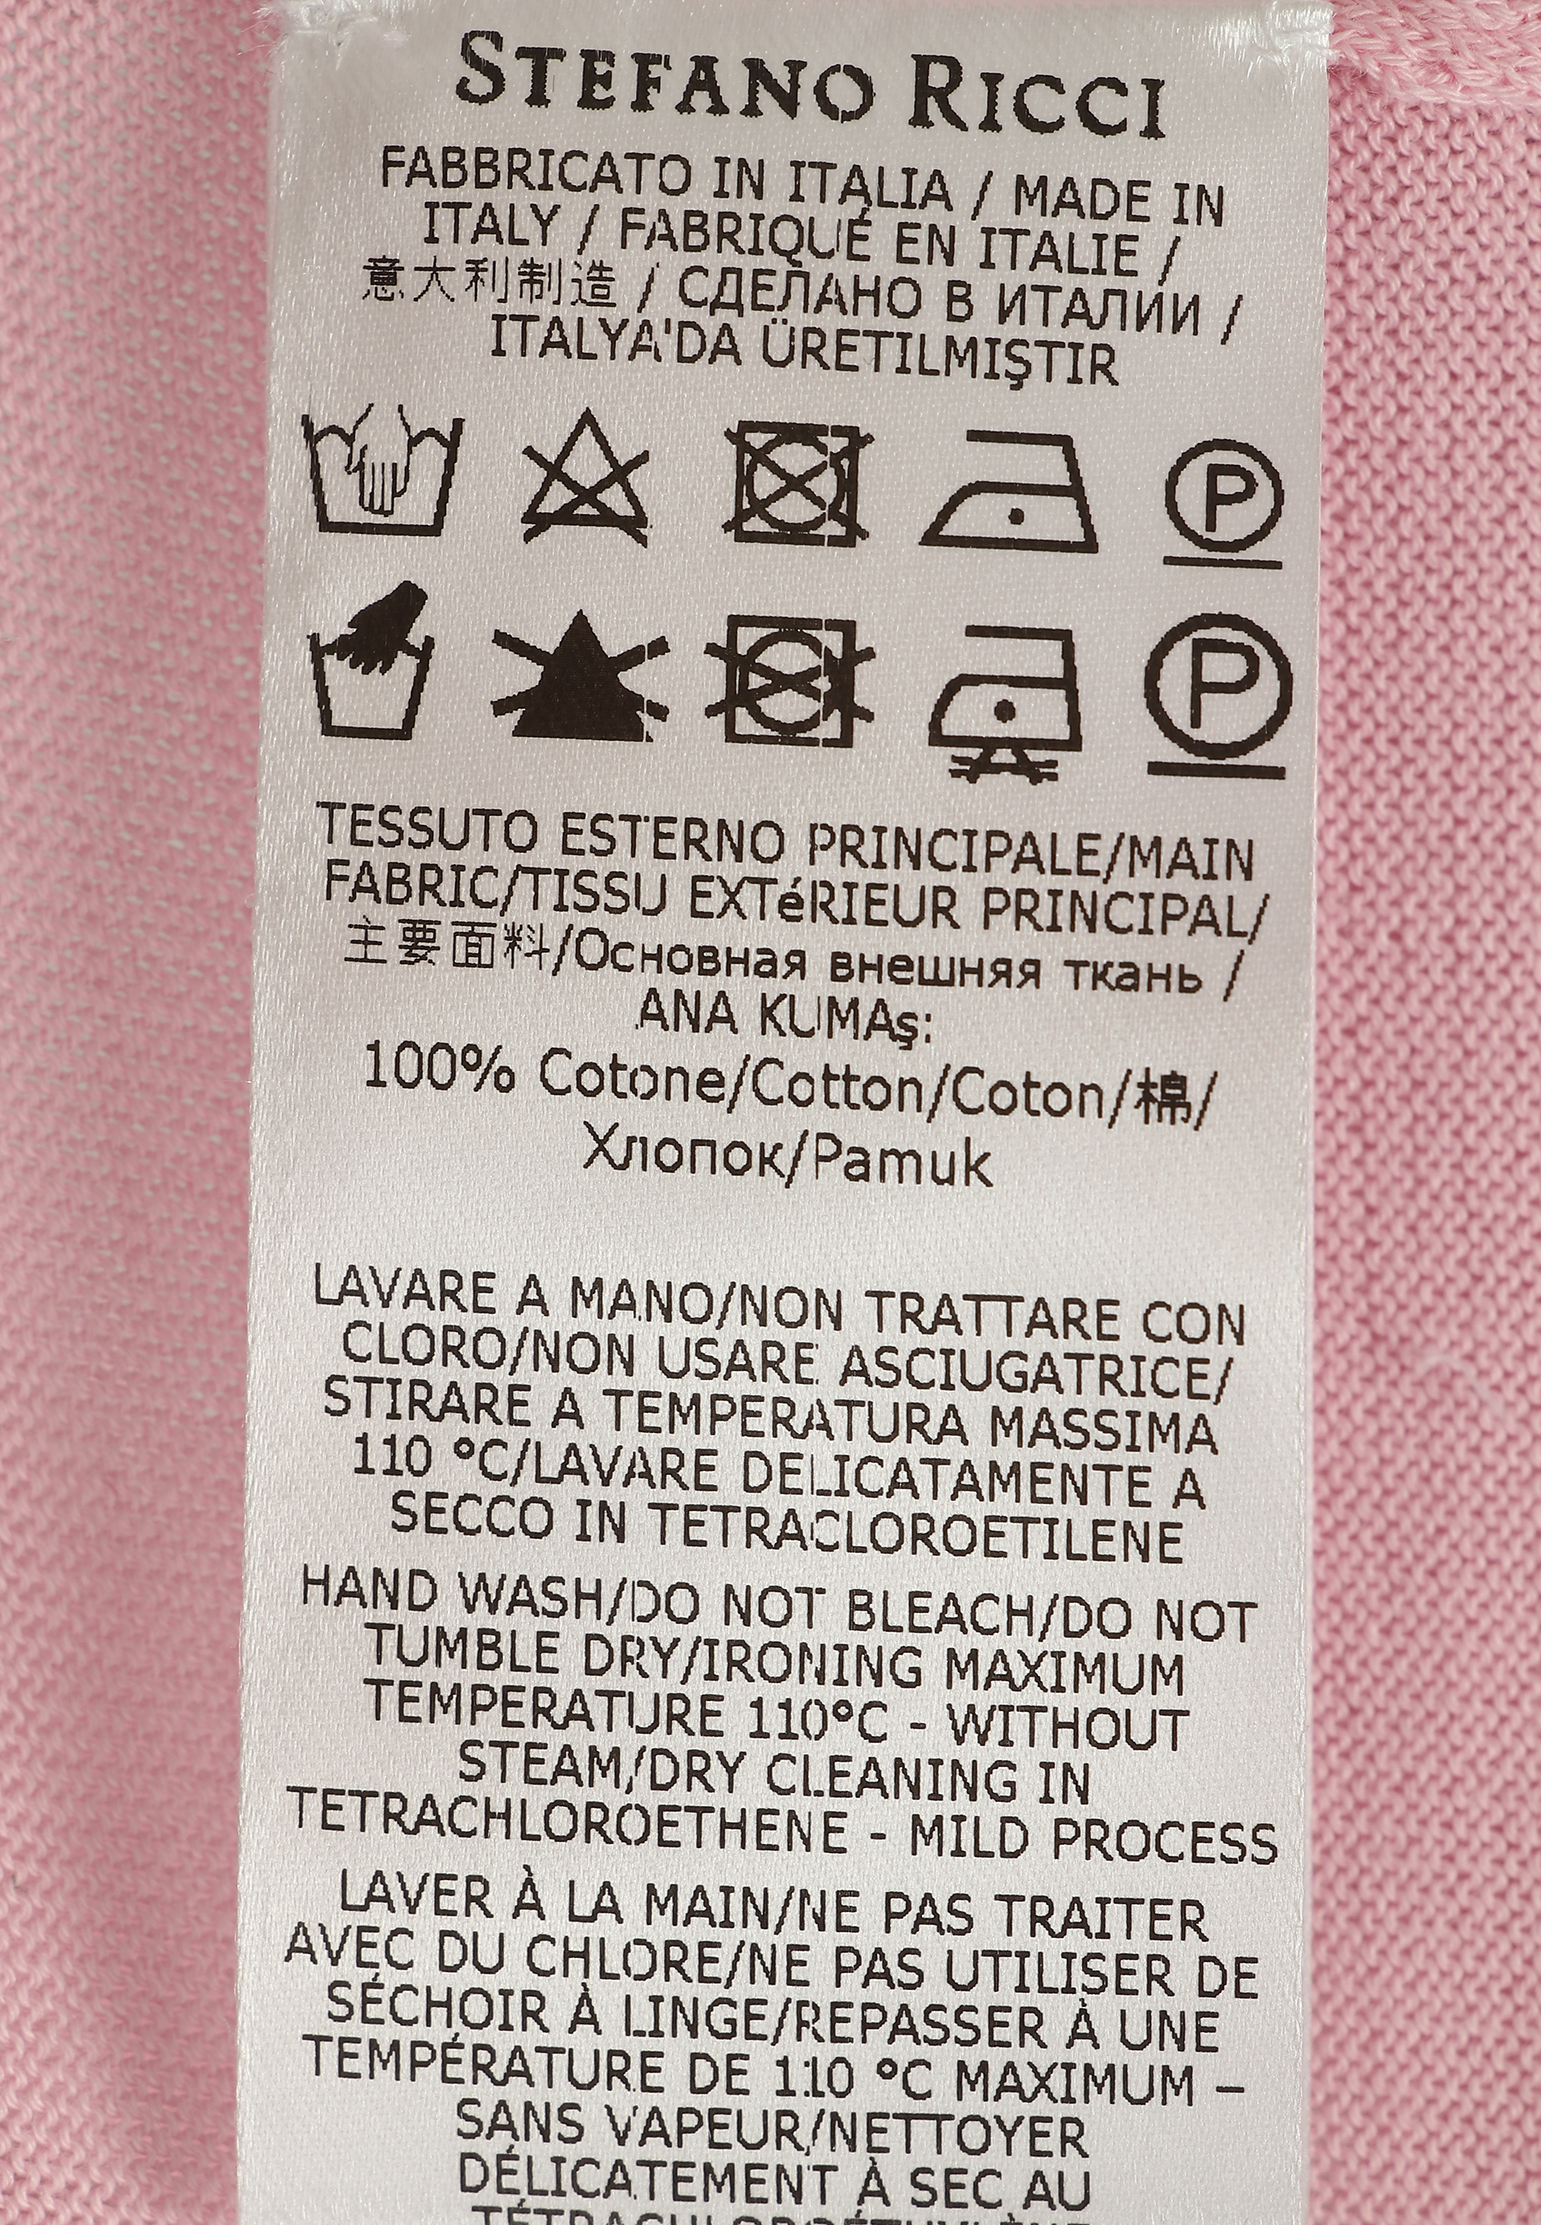 STEFANO RICCI
FABBRICATO IN ITALIA / MADE IN
ITALY / FABRIQUÉ EN ITALIE /
意大利制造 / СДЕЛАНО В ИТАЛИИ /
ITALYA'DA ÜRETILMIŞTIR
P
P
TESSUTO ESTERNO PRINCIPALE/MAIN
FABRIC/TISSU EXTéRIEUR PRINCIPAL/
主要面料/Основная внешняя ткань /
ANA KUMAş:
100% Cotone/Cotton/Coton/棉/
Хлопок/Pamuk
LAVARE A MANO/NON TRATTARE CON
CLORO/NON USARE ASCIUGATRICE/
STIRARE A TEMPERATURA MASSIMA
110 °C/LAVARE DELICATAMENTE A
SECCO IN TETRACLOROETILENE
HAND WASH/DO NOT BLEACH/DO NOT
TUMBLE DRY/IRONING MAXIMUM
TEMPERATURE 110°C - WITHOUT
STEAM/DRY CLEANING IN
TETRACHLOROETHENE - MILD PROCESS
LAVER À LA MAIN/NE PAS TRAITER
AVEC DU CHLORE/NE PAS UTILISER DE
SÉCHOIR À LINGE/REPASSER À UNE
TEMPÉRATURE DE 110 °C MAXIMUM –
SANS VAPEUR/NETTOYER
DÉLICATEMENT À SEC AU